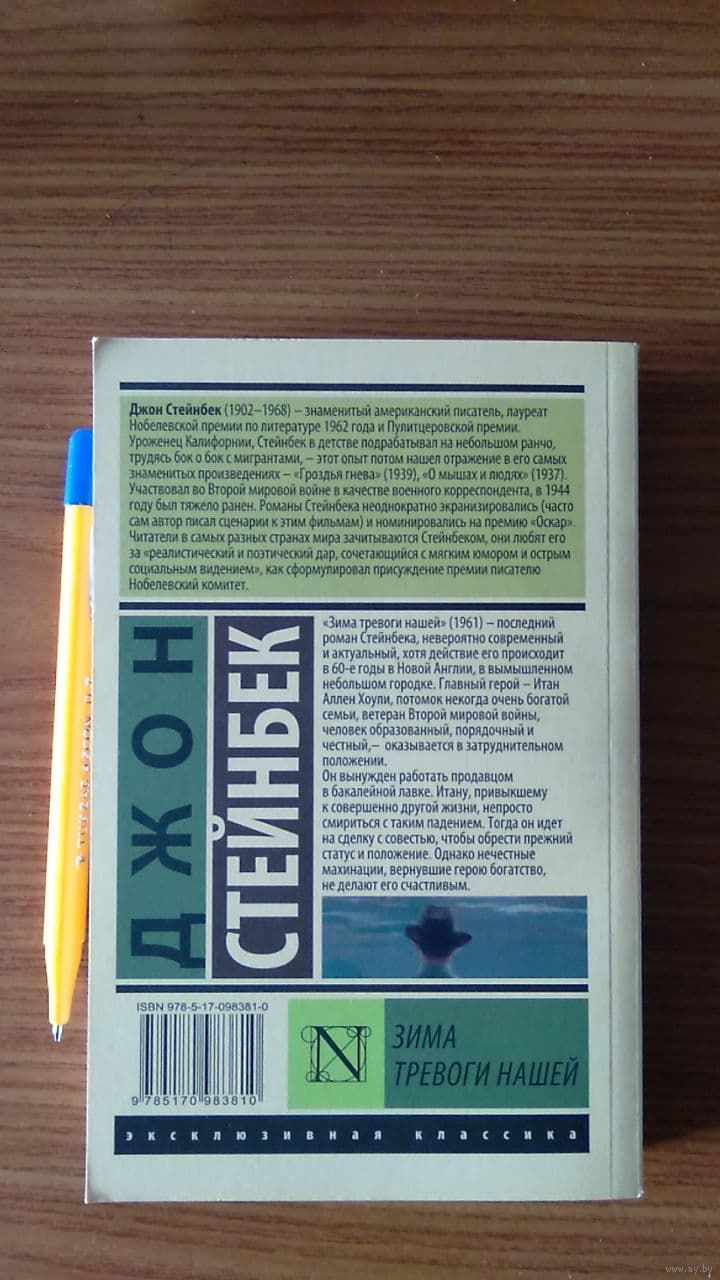 Джон Стейнбек (1902–1968) – знаменитый американский писатель, лауреат
Нобелевской премии по литературе 1962 года и Пулитцеровской премии.
Уроженец Калифорнии, Стейнбек в детстве подрабатывал на небольшом ранчо,
трудясь бок о бок с мигрантами, – этот опыт потом нашел отражение в его самых
знаменитых произведениях – «Гроздья гнева» (1939), «О мышах и людях» (1937).
Участвовал во Второй мировой войне в качестве военного корреспондента, в 1944
году был тяжело ранен. Романы Стейнбека неоднократно экранизировались (часто
сам автор писал сценарии к этим фильмам) и номинировались на премию «Оскар».
Читатели в самых разных странах мира зачитываются Стейнбеком, они любят его
за «реалистический и поэтический дар, сочетающийся с мягким юмором и острым
социальным видением», как сформулировал присуждение премии писателю
Нобелевский комитет.
ДЖОН
СТЕЙНБЕК
«Зима тревоги нашей» (1961) – последний
роман Стейнбека, невероятно современный
и актуальный, хотя действие его происходит
в 60-е годы в Новой Англии, в вымышленном
небольшом городке. Главный герой – Итан
Аллен Хоули, потомок некогда очень богатой
семьи, ветеран Второй мировой войны,
человек образованный, порядочный и
честный,– оказывается в затруднительном
положении.
Он вынужден работать продавцом
в бакалейной лавке. Итану, привыкшему
к совершенно другой жизни, непросто
смириться с таким падением. Тогда он идет
на сделку с совестью, чтобы обрести прежний
статус и положение. Однако нечестные
махинации, вернувшие герою богатство,
не делают его счастливым.
ISBN 978-5-17-098381-0
9 785170 983810
N
ЗИМА
ТРЕВОГИ НАШЕЙ
эксклюзивная классика
www.ay.by